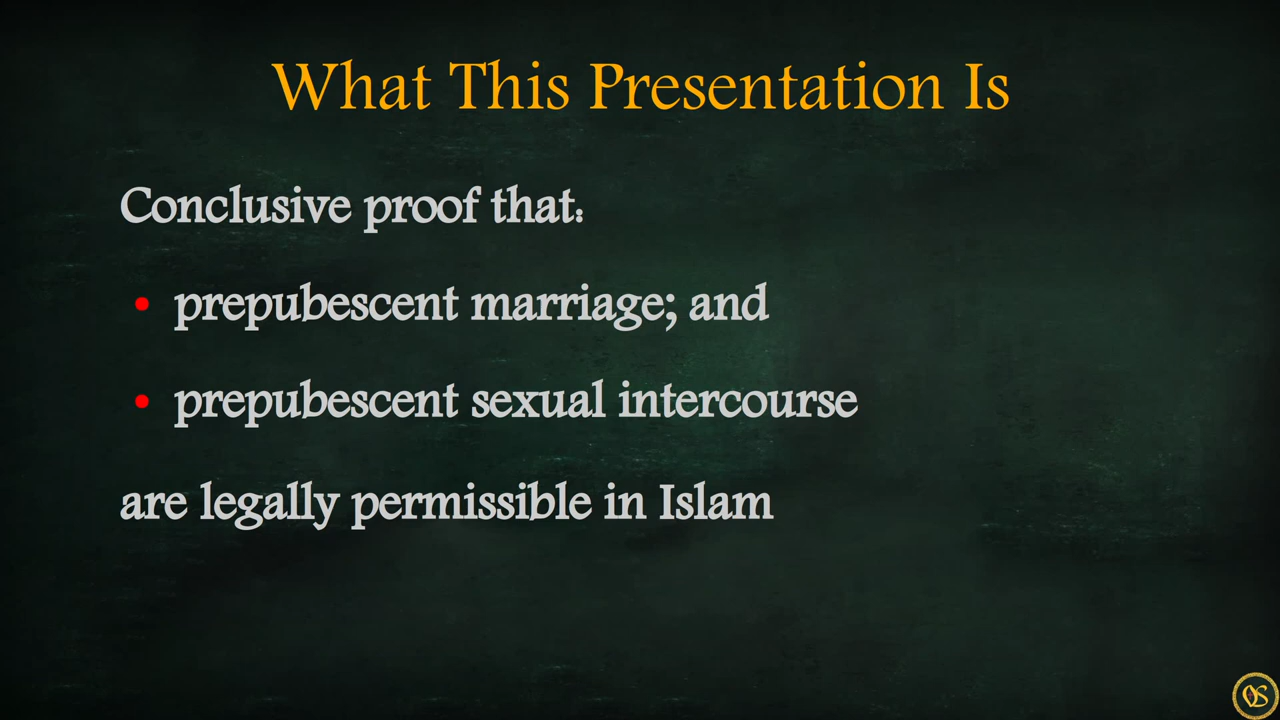 What This Presentation Is
Conclusive proof that:
• prepubescent marriage; and
• prepubescent sexual intercourse
are legally permissible in Islam